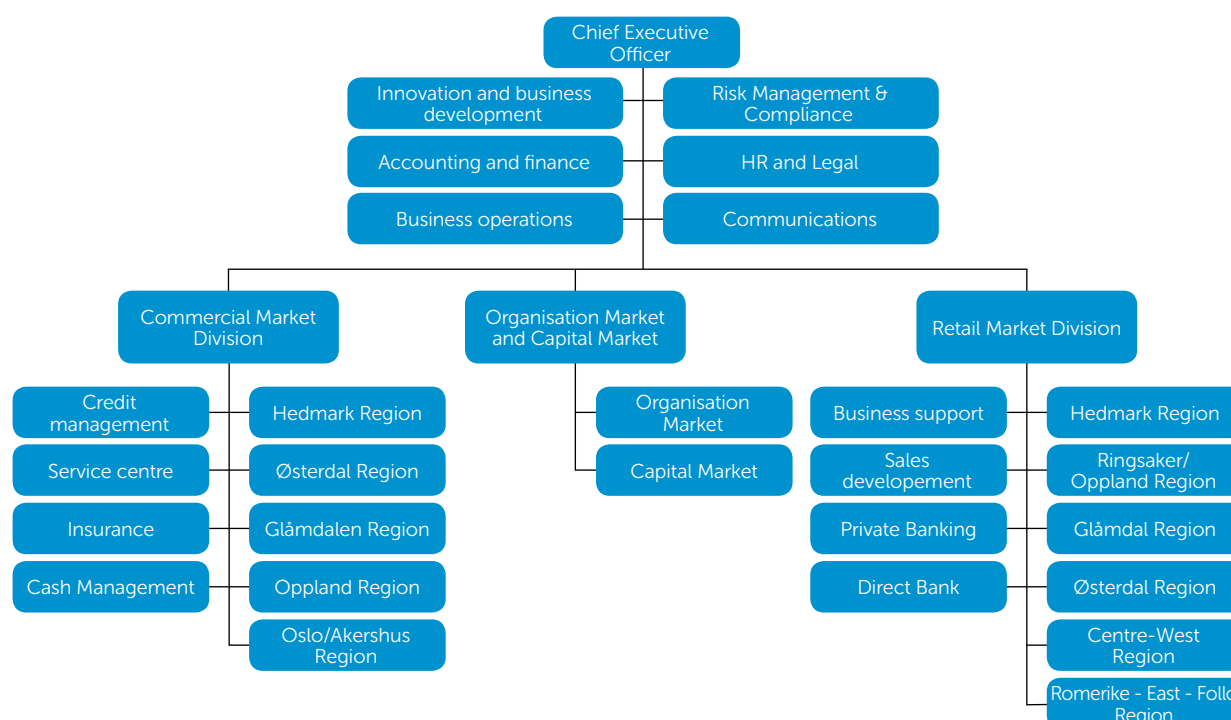 Chief Executive
Officer
Innovation and business
development
Risk Management &
Compliance
Accounting and finance
HR and Legal
Business operations
Communications
Commercial Market
Division
Organisation Market
and Capital Market
Retail Market Division
Credit
management
Hedmark Region
Service centre
Østerdal Region
Insurance
Glåmdalen Region
Cash Management
Oppland Region
Oslo/Akershus
Region
Organisation
Market
Capital Market
Business support
Hedmark Region
Sales
developement
Ringsaker/
Oppland Region
Private Banking
Glåmdal Region
Direct Bank
Østerdal Region
Centre-West
Region
Romerike - East - Follo
Region